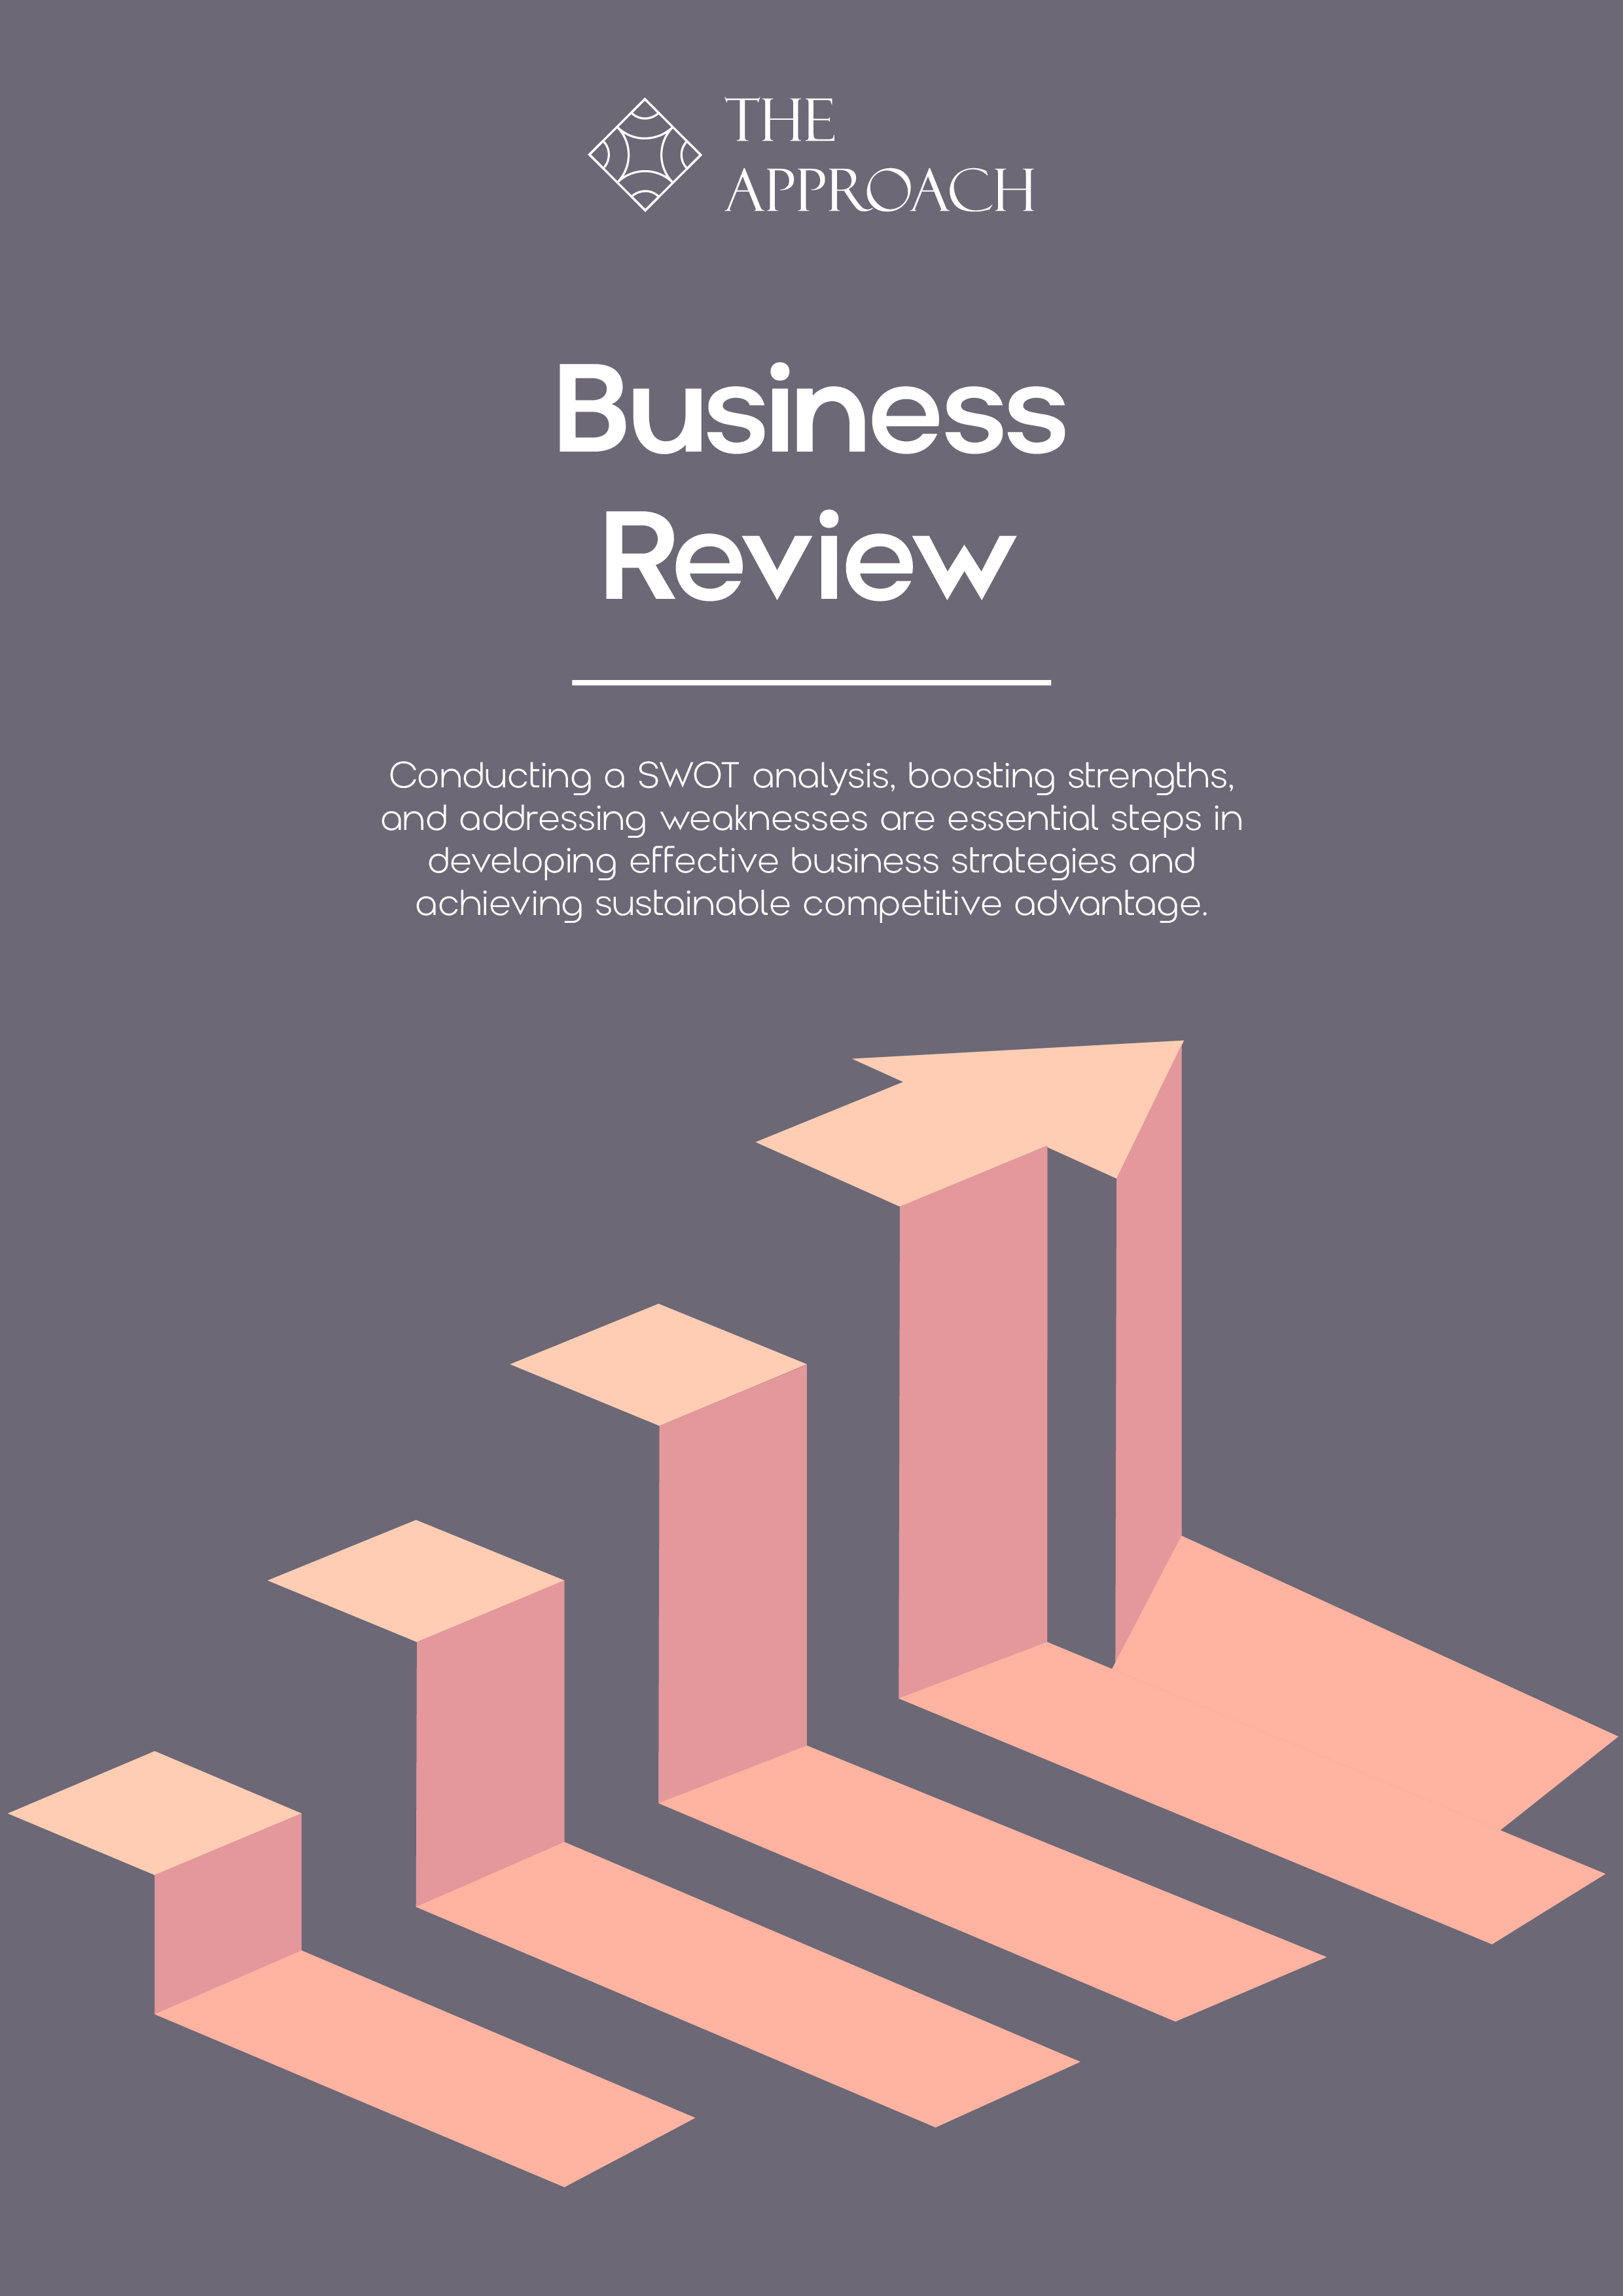 THE
APPROACH
Business
Review
Conducting a SWOT analysis, boosting strengths,
and addressing weaknesses are essential steps in
developing effective business strategies and
achieving sustainable competitive advantage.